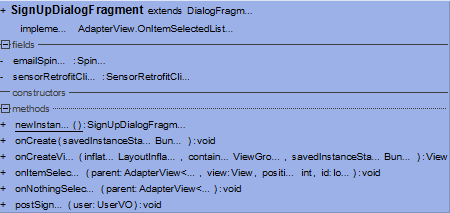 + SignUpDialogFragment extends DialogFragm...
impleme... AdapterView.OnItemSelectedList...
fields
- emailSpin... : Spin...
- sensorRetrofitCli... : SensorRetrofitCli...
constructors
methods
+ newInstan... () : SignUpDialogFragm...
+ onCreate (savedInstanceSta... Bun... ) : void
+ onCreateVi... (inflat... LayoutInfla... , contain... ViewGro... , savedInstanceSta... Bun... ) : View
+ onItemSelec... (parent: AdapterView<... , view: View, positi... int, id: lo... ) : void
+ onNothingSelec... (parent: AdapterView<... ) : void
+ postSign... (user: UserVO) : void